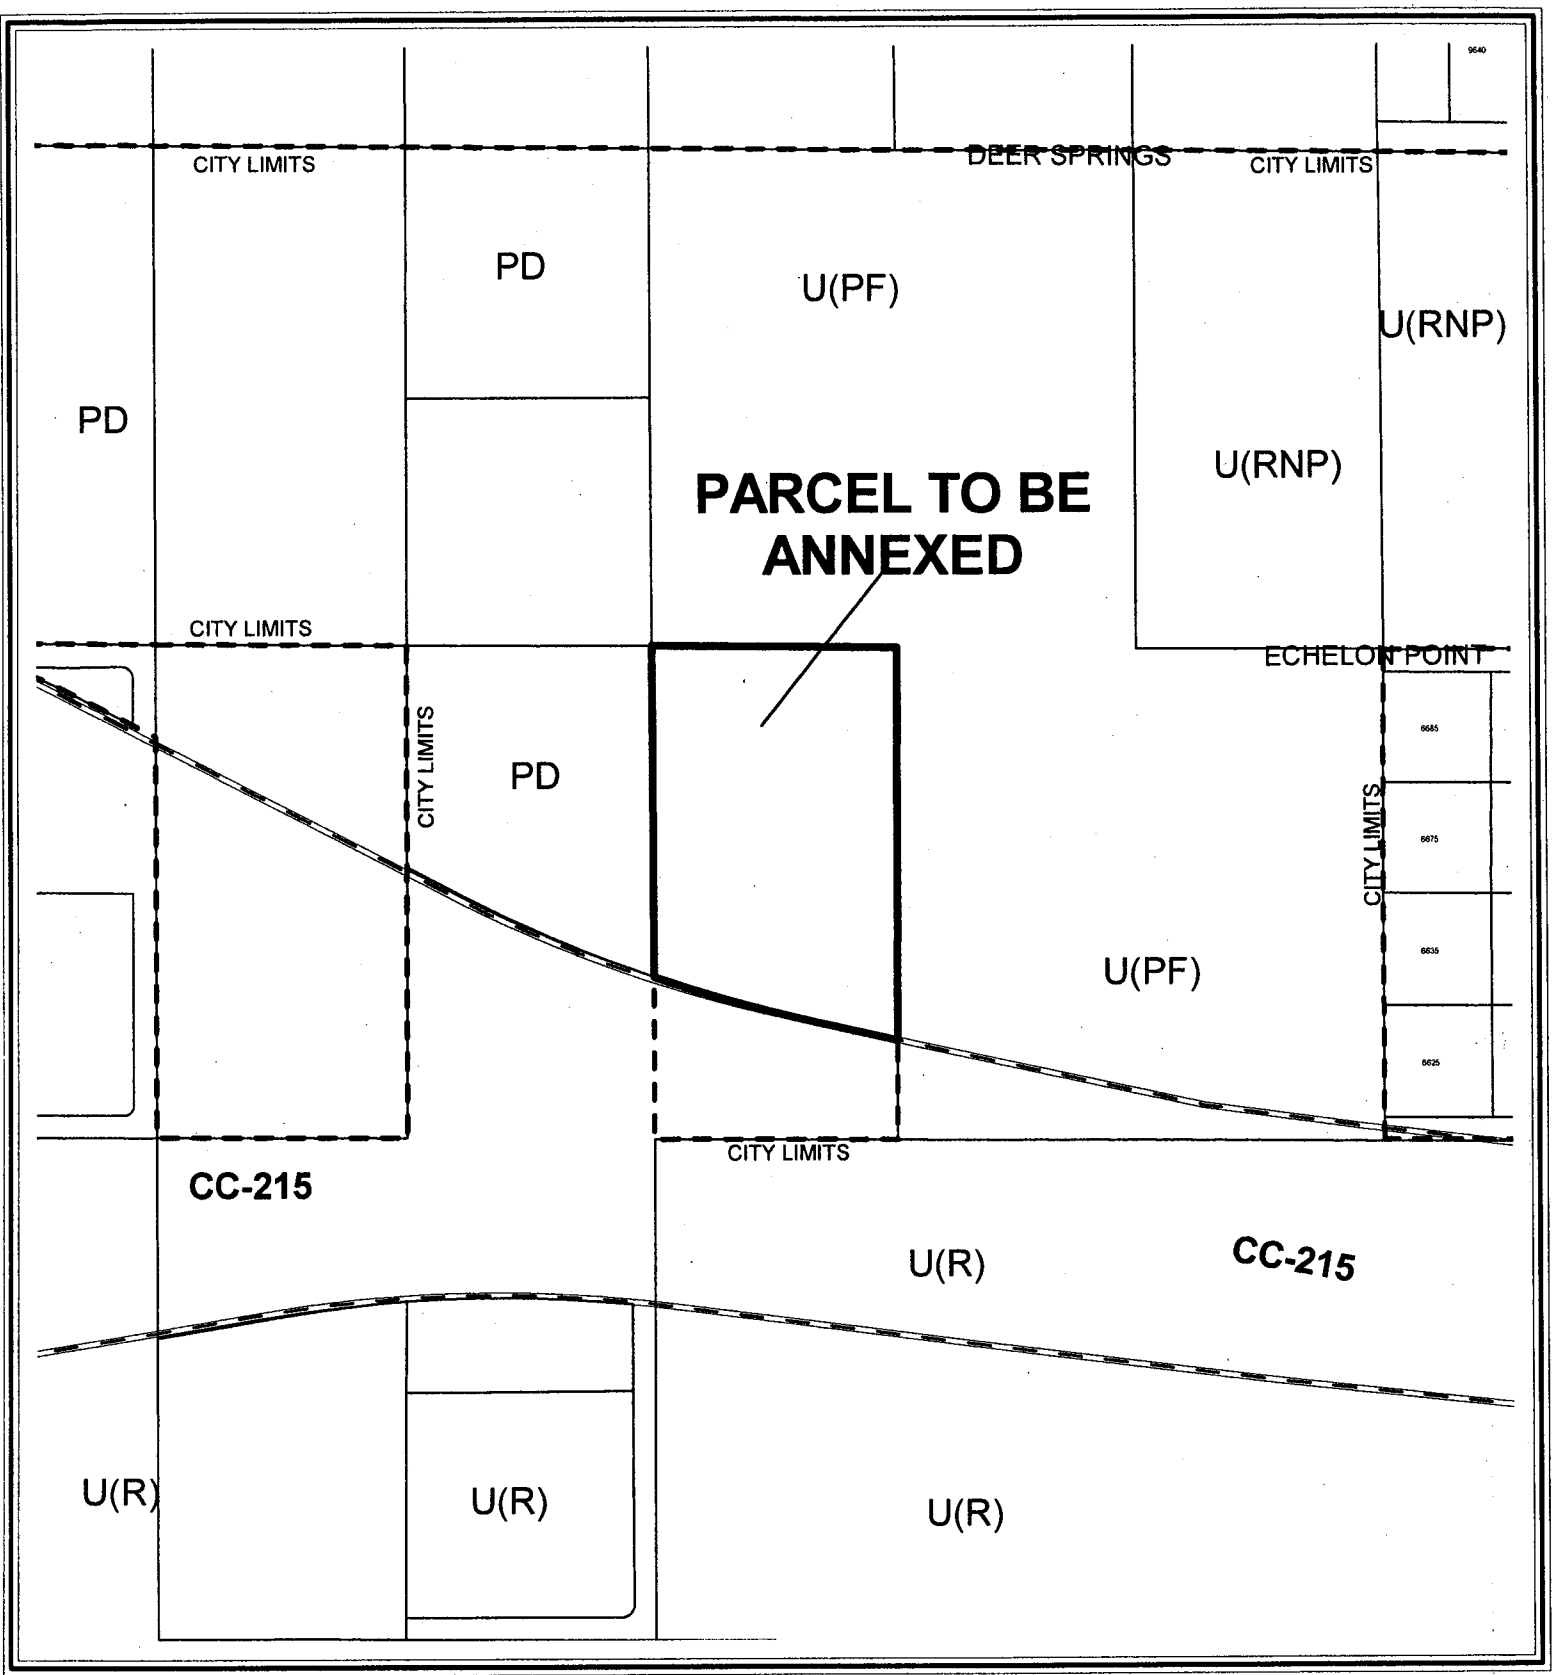 9640
CITY LIMITS
DEER SPRINGS
CITY LIMITS
PD
U(PF)
U(RNP)
PD
U(RNP)
PARCEL TO BE
ANNEXED
CITY LIMITS
ECHELON POINT
CITY LIMITS
PD
6685
CITY LIMITS
6675
6635
U(PF)
6625
CITY LIMITS
CC-215
U(R)
CC-215
U(R)
U(R)
U(R)